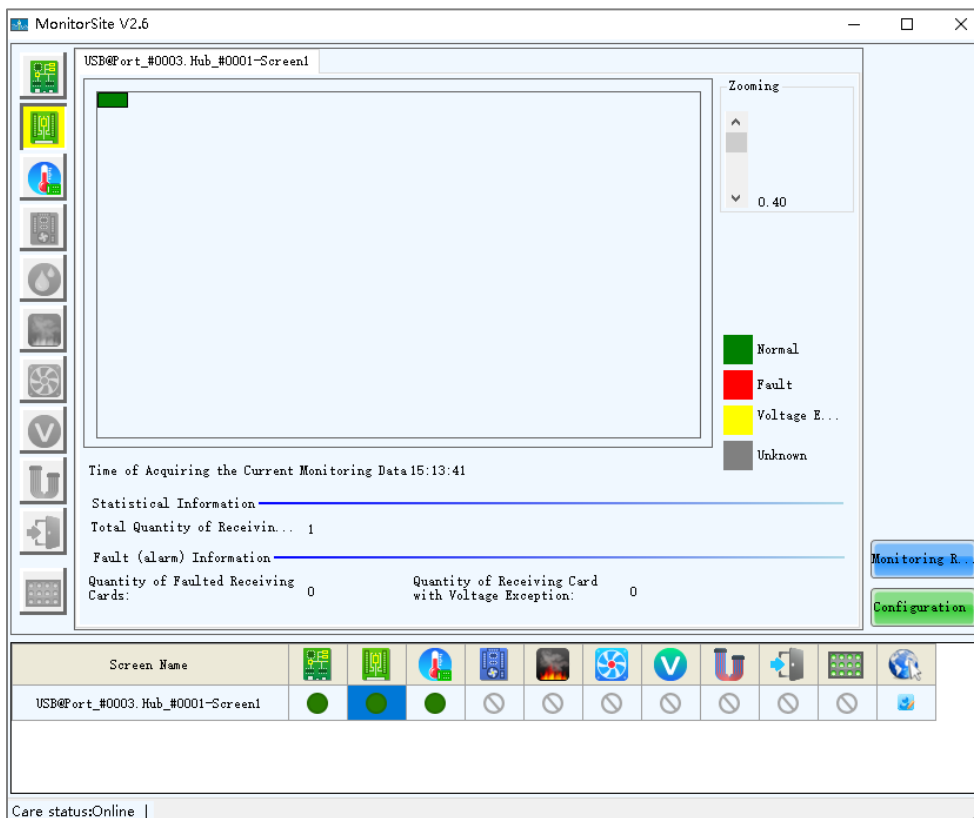 MonitorSite V2.6
USB@Port_#0003.Hub_#0001-Screen1
Zooming
0.40
Normal
Fault
Voltage E...
Unknown
Time of Acquiring the Current Monitoring Data 15:13:41
Statistical Information
Total Quantity of Receivin... 1
Fault (alarm) Information
Quantity of Faulted Receiving Cards: 0
Quantity of Receiving Card with Voltage Exception: 0
Monitoring R...
Configuration
Screen Name
USB@Port_#0003.Hub_#0001-Screen1
Care status:Online |